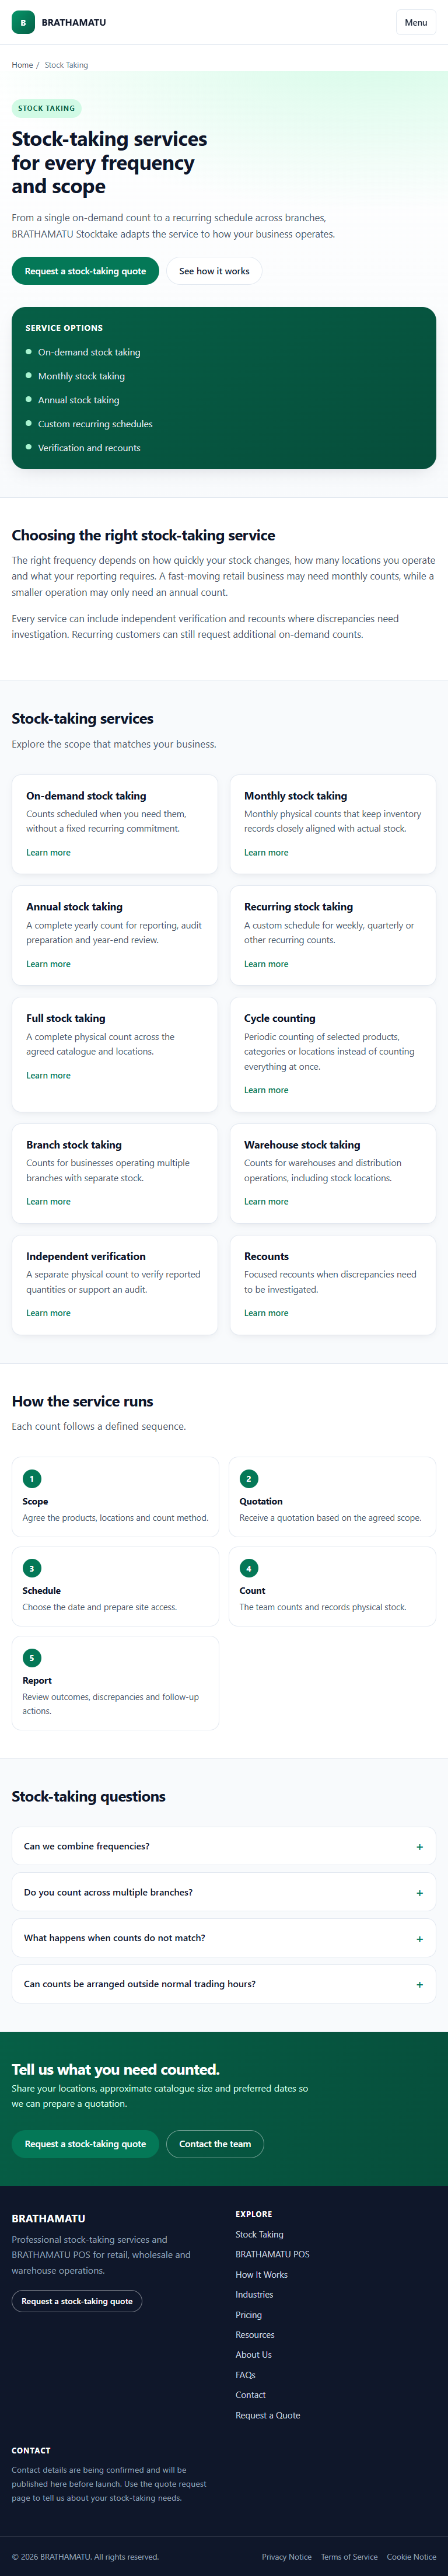 B
BRATHAMATU
Menu
Home / Stock Taking
STOCK TAKING
Stock-taking services
for every frequency
and scope
From a single on-demand count to a recurring schedule across branches,
BRATHAMATU Stocktake adapts the service to how your business operates.
Request a stock-taking quote
See how it works
SERVICE OPTIONS
On-demand stock taking
Monthly stock taking
Annual stock taking
Custom recurring schedules
Verification and recounts
Choosing the right stock-taking service
The right frequency depends on how quickly your stock changes, how many locations you operate
and what your reporting requires. A fast-moving retail business may need monthly counts, while a
smaller operation may only need an annual count.
Every service can include independent verification and recounts where discrepancies need
investigation. Recurring customers can still request additional on-demand counts.
Stock-taking services
Explore the scope that matches your business.
On-demand stock taking
Counts scheduled when you need them,
without a fixed recurring commitment.
Learn more
Monthly stock taking
Monthly physical counts that keep inventory
records closely aligned with actual stock.
Learn more
Annual stock taking
A complete yearly count for reporting, audit
preparation and year-end review.
Learn more
Recurring stock taking
A custom schedule for weekly, quarterly or
other recurring counts.
Learn more
Full stock taking
A complete physical count across the
agreed catalogue and locations.
Learn more
Cycle counting
Periodic counting of selected products,
categories or locations instead of counting
everything at once.
Learn more
Branch stock taking
Counts for businesses operating multiple
branches with separate stock.
Learn more
Warehouse stock taking
Counts for warehouses and distribution
operations, including stock locations.
Learn more
Independent verification
A separate physical count to verify reported
quantities or support an audit.
Learn more
Recounts
Focused recounts when discrepancies need
to be investigated.
Learn more
How the service runs
Each count follows a defined sequence.
1
Scope
Agree the products, locations and count method.
2
Quotation
Receive a quotation based on the agreed scope.
3
Schedule
Choose the date and prepare site access.
4
Count
The team counts and records physical stock.
5
Report
Review outcomes, discrepancies and follow-up
actions.
Stock-taking questions
Can we combine frequencies? +
Do you count across multiple branches? +
What happens when counts do not match? +
Can counts be arranged outside normal trading hours? +
Tell us what you need counted.
Share your locations, approximate catalogue size and preferred dates so
we can prepare a quotation.
Request a stock-taking quote
Contact the team
BRATHAMATU
Professional stock-taking services and
BRATHAMATU POS for retail, wholesale and
warehouse operations.
Request a stock-taking quote
EXPLORE
Stock Taking
BRATHAMATU POS
How It Works
Industries
Pricing
Resources
About Us
FAQs
Contact
Request a Quote
CONTACT
Contact details are being confirmed and will be
published here before launch. Use the quote request
page to tell us about your stock-taking needs.
© 2026 BRATHAMATU. All rights reserved.
Privacy Notice Terms of Service Cookie Notice